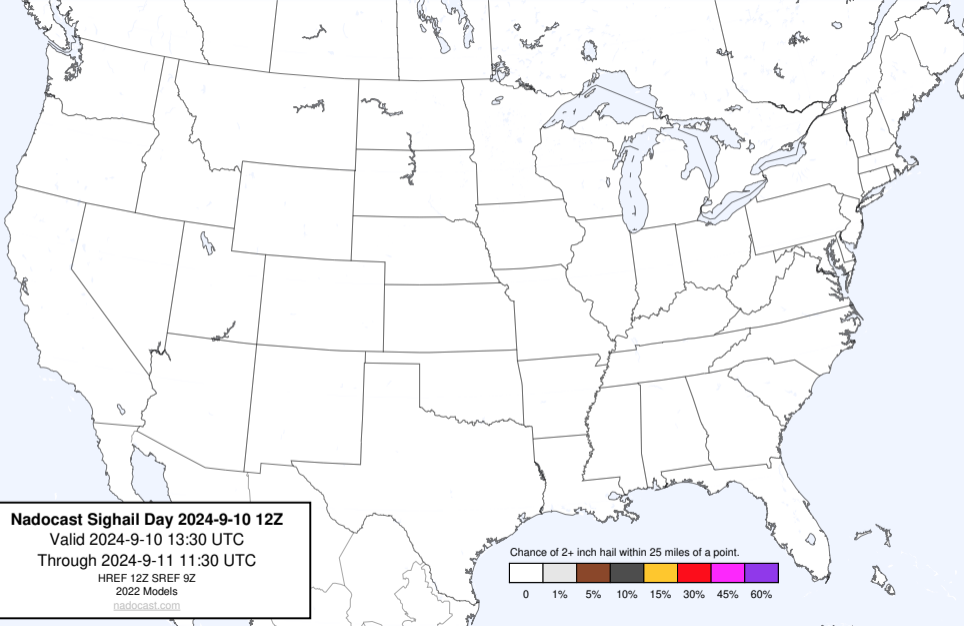 Nadocast Sighail Day 2024-9-10 12Z
Valid 2024-9-10 13:30 UTC
Through 2024-9-11 11:30 UTC
HREF 12Z SREF 9Z
2022 Models
nadocast.com
Chance of 2+ inch hail within 25 miles of a point.
0 1% 5% 10% 15% 30% 45% 60%